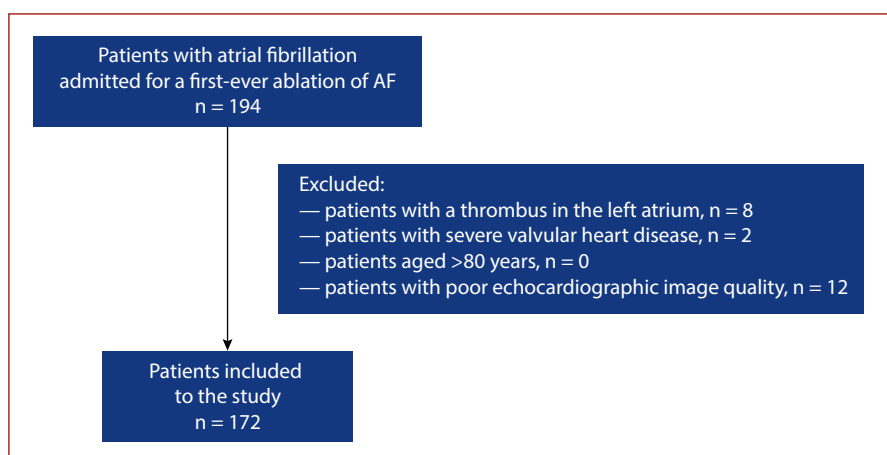 Patients with atrial fibrillation
admitted for a first-ever ablation of AF
n = 194
Excluded:
— patients with a thrombus in the left atrium, n = 8
— patients with severe valvular heart disease, n = 2
— patients aged >80 years, n = 0
— patients with poor echocardiographic image quality, n = 12
Patients included
to the study
n = 172